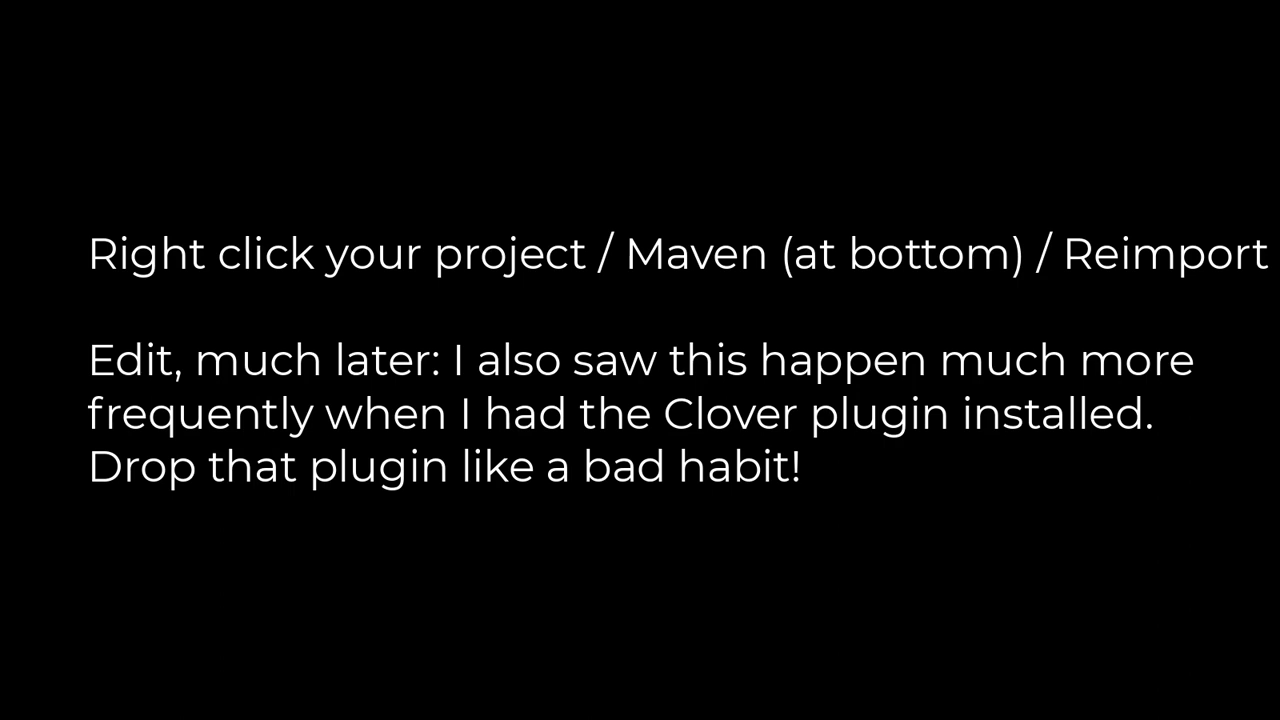 Right click your project / Maven (at bottom) / Reimport
Edit, much later: I also saw this happen much more
frequently when I had the Clover plugin installed.
Drop that plugin like a bad habit!